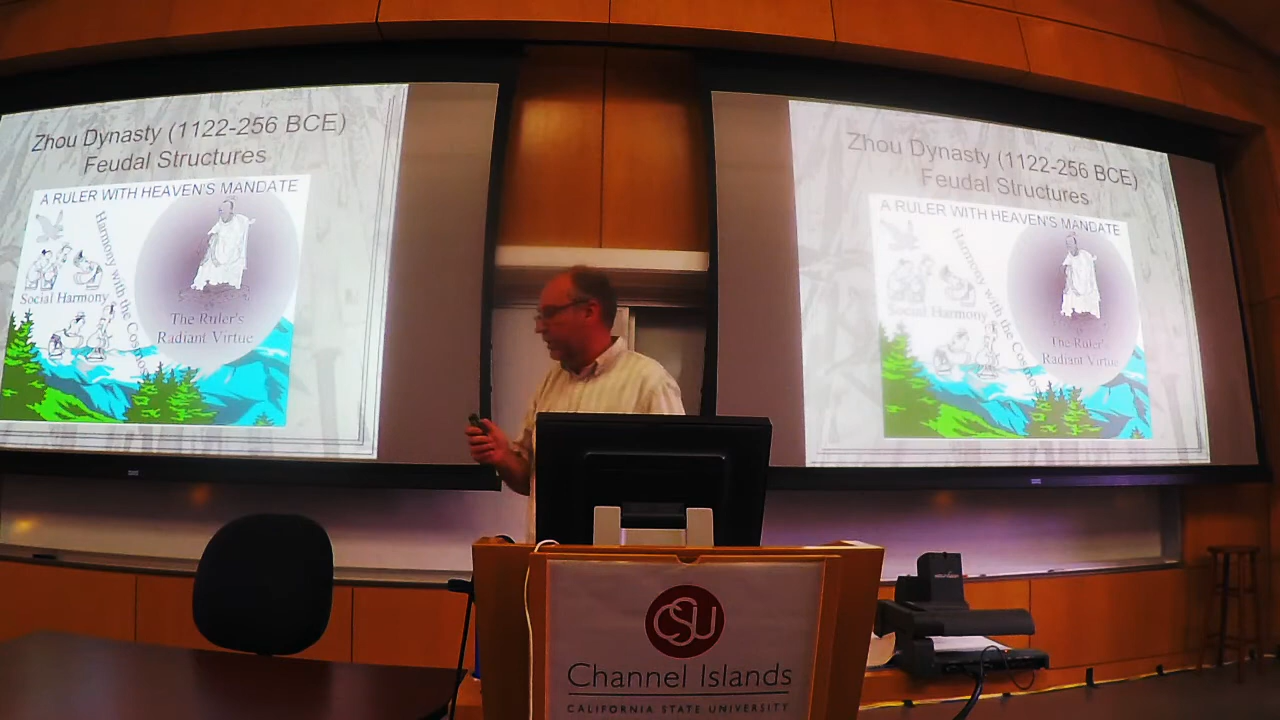 Zhou Dynasty (1122-256 BCE)
Feudal Structures
A RULER WITH HEAVEN'S MANDATE
Harmony with the Cosmos
Social Harmony
The Ruler's
Radiant Virtue
Zhou Dynasty (1122-256 BCE)
Feudal Structures
A RULER WITH HEAVEN'S MANDATE
Harmony with the Cosmos
Social Harmony
The Ruler's
Radiant Virtue
CSU
Channel Islands
CALIFORNIA STATE UNIVERSITY